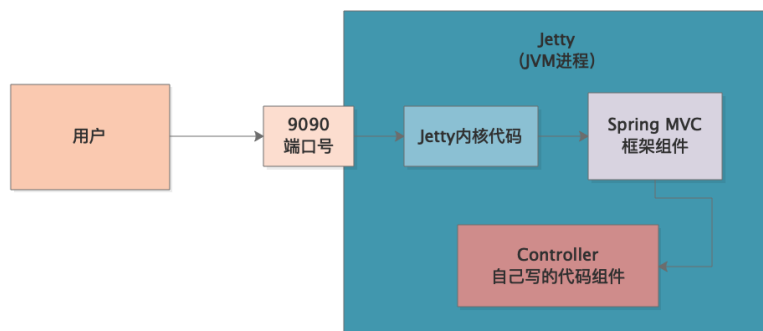 Jetty
（JVM进程）
用户
9090
端口号
Jetty内核代码
Spring MVC
框架组件
Controller
自己写的代码组件